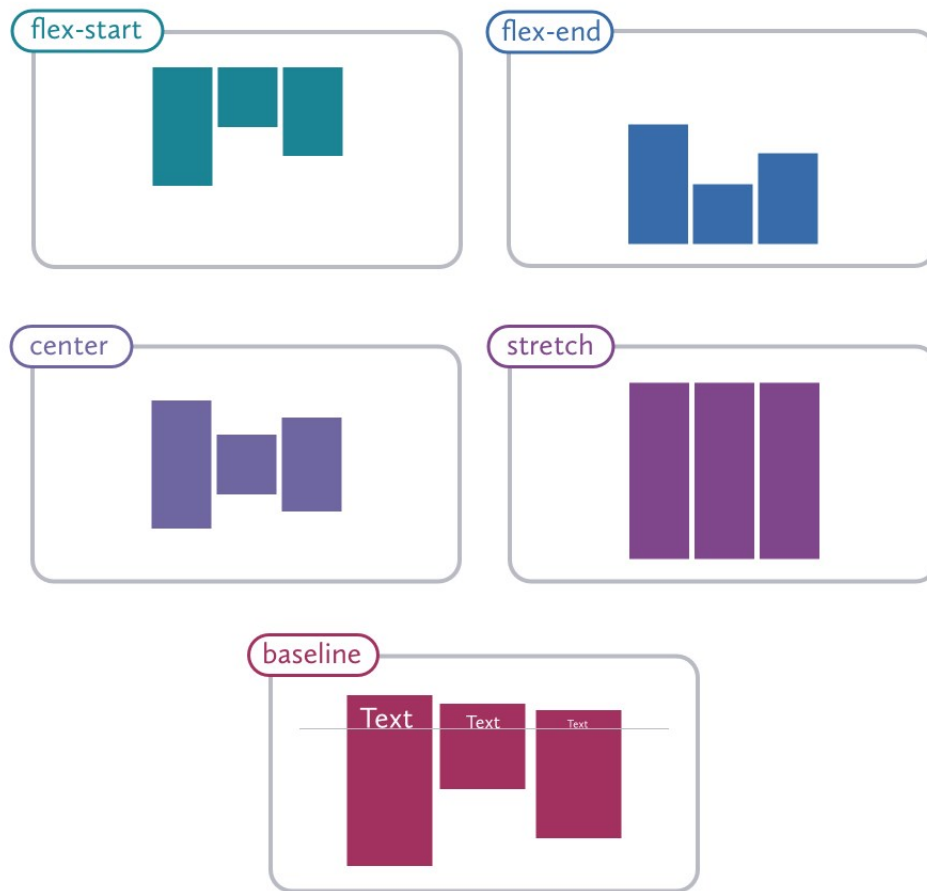 flex-start
flex-end
center
stretch
baseline
Text
Text
Text